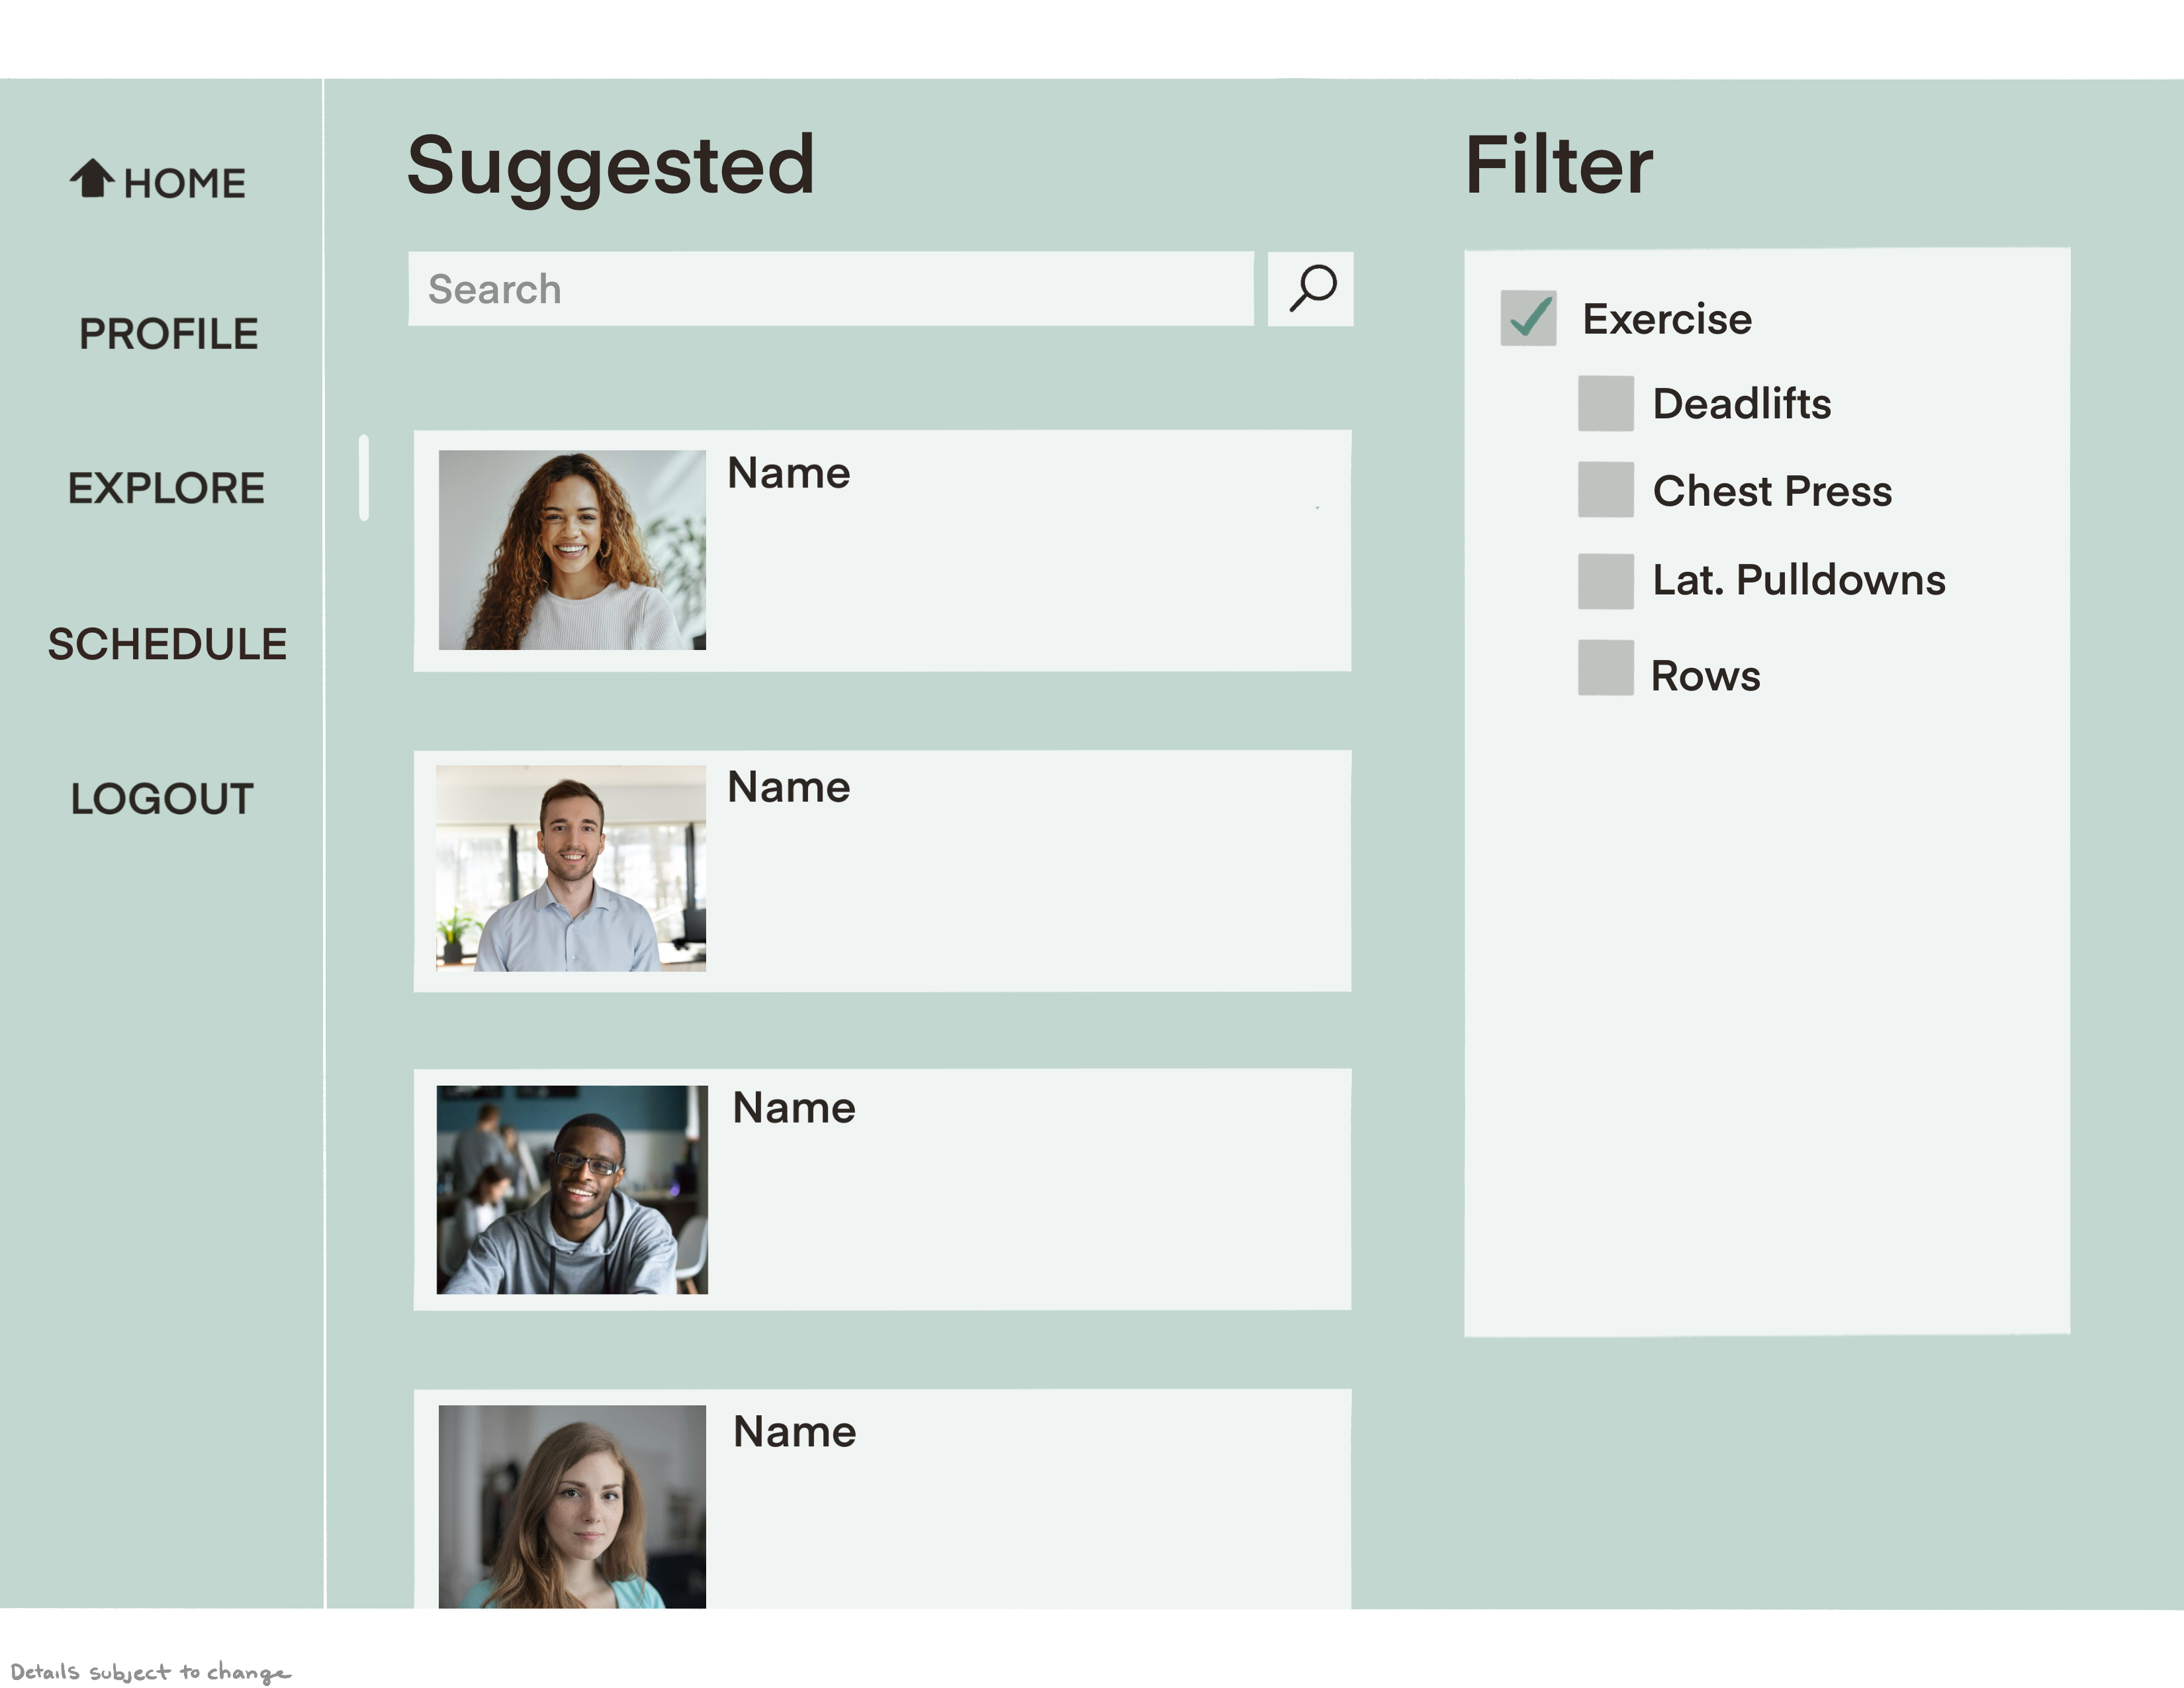 HOME
PROFILE
EXPLORE
SCHEDULE
LOGOUT
Suggested
Search
Name
Name
Name
Name
Filter
Exercise
Deadlifts
Chest Press
Lat. Pulldowns
Rows
Details subject to change